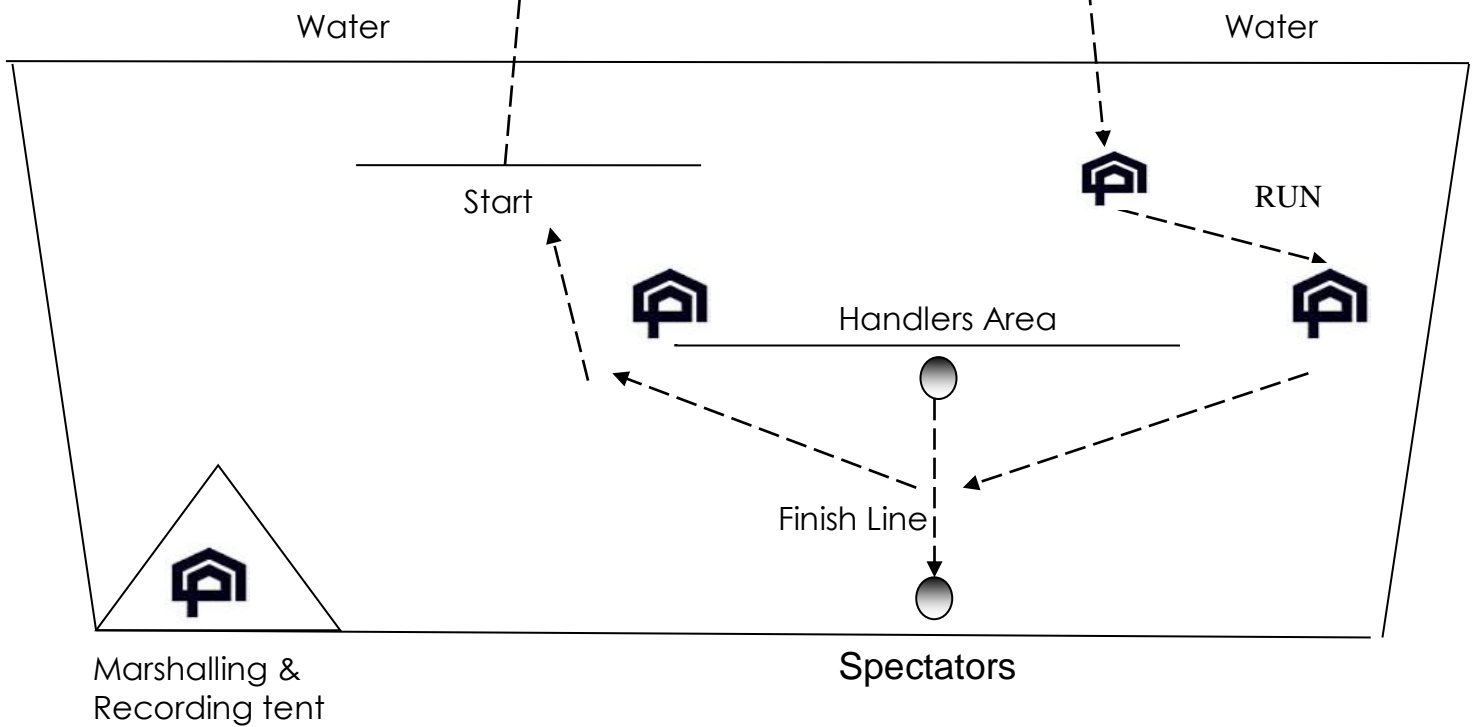 Water
Water
Start
RUN
Handlers Area
Finish Line
Spectators
Marshalling &
Recording tent